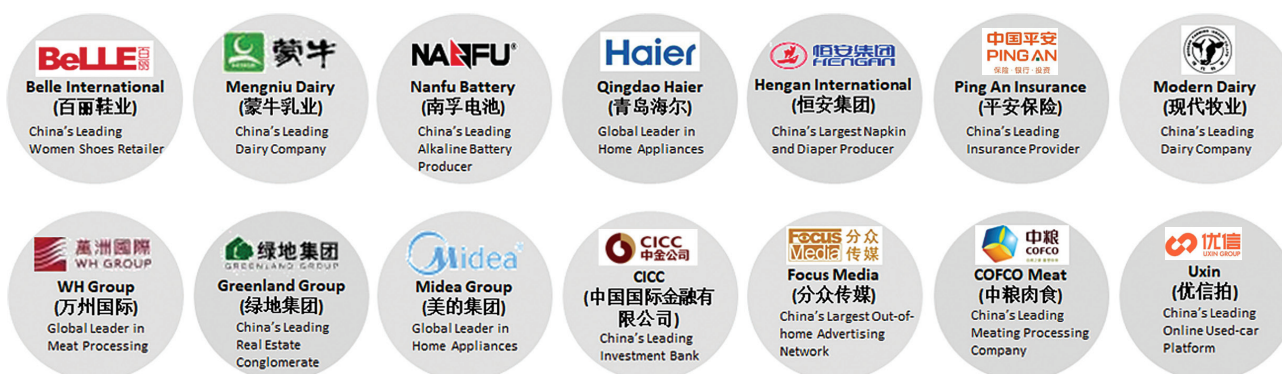 BeLLE 百丽
Belle International
(百丽鞋业)
China's Leading
Women Shoes Retailer
蒙牛
Mengniu Dairy
(蒙牛乳业)
China's Leading
Dairy Company
NANFU®
Nanfu Battery
(南孚电池)
China's Leading
Alkaline Battery
Producer
Haier
Qingdao Haier
(青岛海尔)
Global Leader in
Home Appliances
恒安集团
HENGAN
Hengan International
(恒安集团)
China's Largest Napkin
and Diaper Producer
中国平安
PING AN
保险·银行·投资
Ping An Insurance
(平安保险)
China's Leading
Insurance Provider
Modern Dairy
(现代牧业)
China's Leading
Dairy Company
萬洲國際
WH GROUP
WH Group
(万州国际)
Global Leader in
Meat Processing
绿地集团
GREENLAND GROUP
Greenland Group
(绿地集团)
China's Leading
Real Estate
Conglomerate
Midea
Midea Group
(美的集团)
Global Leader in
Home Appliances
CICC
中金公司
CICC
(中国国际金融有
限公司)
China's Leading
Investment Bank
Focus 分众
Media 传媒
Focus Media
(分众传媒)
China's Largest Out-of-
home Advertising
Network
中粮
COFCO
COFCO Meat
(中粮肉食)
China's Leading
Meating Processing
Company
优信
UXIN GROUP
Uxin
(优信拍)
China's Leading
Online Used-car
Platform